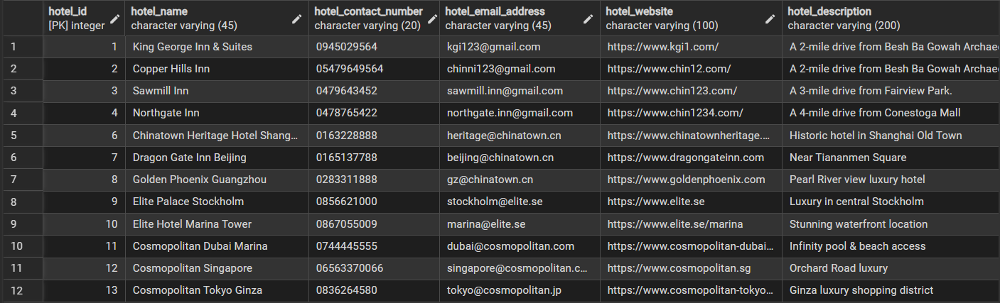 hotel_id hotel_name hotel_contact_number hotel_email_address hotel_website hotel_description
[PK] integer character varying (45) character varying (20) character varying (45) character varying (100) character varying (200)
1 1 King George Inn & Suites 0945029564 kgi123@gmail.com https://www.kgi1.com/ A 2-mile drive from Besh Ba Gowah Archae
2 2 Copper Hills Inn 05479649564 chinni123@gmail.com https://www.chin12.com/ A 2-mile drive from Besh Ba Gowah Archae
3 3 Sawmill Inn 0479643452 sawmill.inn@gmail.com https://www.chin123.com/ A 3-mile drive from Fairview Park.
4 4 Northgate Inn 0478765422 northgate.inn@gmail.com https://www.chin1234.com/ A 4-mile drive from Conestoga Mall
5 6 Chinatown Heritage Hotel Shang... 0163228888 heritage@chinatown.cn https://www.chinatownheritage.... Historic hotel in Shanghai Old Town
6 7 Dragon Gate Inn Beijing 0165137788 beijing@chinatown.cn https://www.dragongateinn.com Near Tiananmen Square
7 8 Golden Phoenix Guangzhou 0283311888 gz@chinatown.cn https://www.goldenphoenix.com Pearl River view luxury hotel
8 9 Elite Palace Stockholm 0856621000 stockholm@elite.se https://www.elite.se Luxury in central Stockholm
9 10 Elite Hotel Marina Tower 0867055009 marina@elite.se https://www.elite.se/marina Stunning waterfront location
10 11 Cosmopolitan Dubai Marina 0744445555 dubai@cosmopolitan.com https://www.cosmopolitan-dubai... Infinity pool & beach access
11 12 Cosmopolitan Singapore 06563370066 singapore@cosmopolitan.c... https://www.cosmopolitan.sg Orchard Road luxury
12 13 Cosmopolitan Tokyo Ginza 0836264580 tokyo@cosmopolitan.jp https://www.cosmopolitan-tokyo... Ginza luxury shopping district